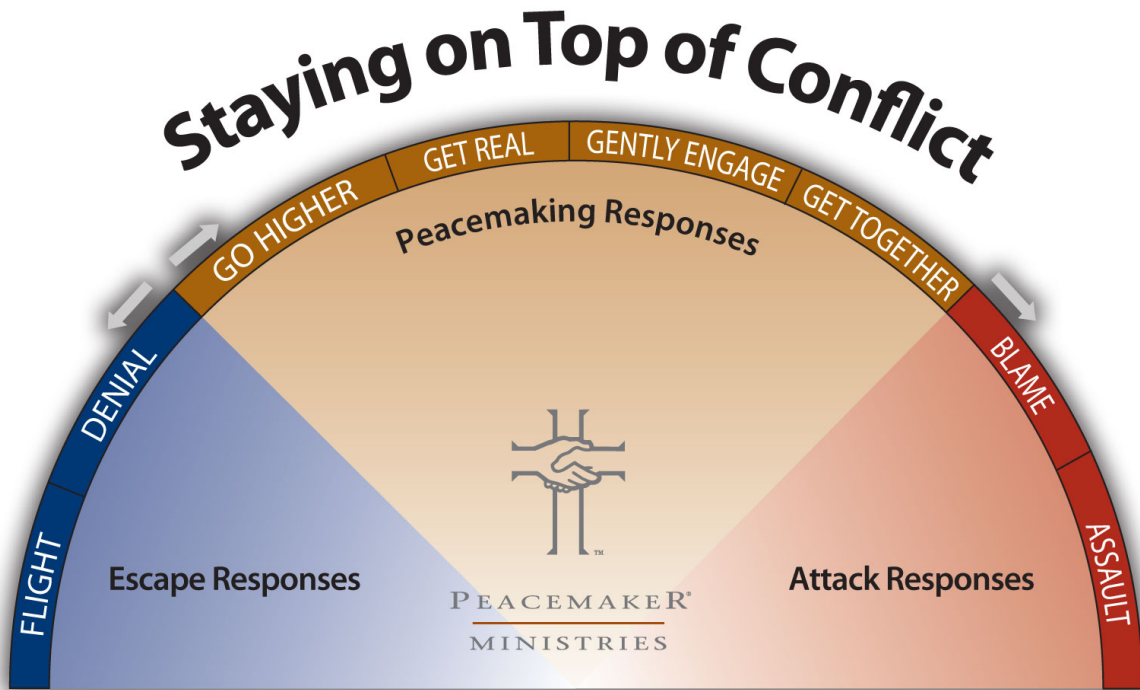 Staying on Top of Conflict
FLIGHT
DENIAL
GO HIGHER
GET REAL
GENTLY ENGAGE
GET TOGETHER
BLAME
ASSAULT
Peacemaking Responses
Escape Responses
Attack Responses
™
PEACEMAKER®
MINISTRIES